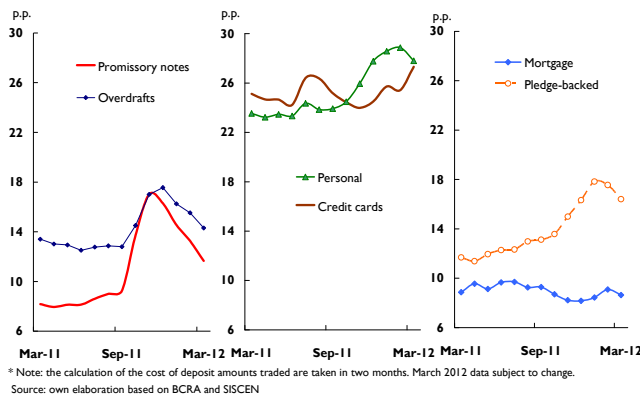 p.p.
30
26
22
18
14
10
6
Promissory notes
Overdrafts
Mar-11 Sep-11 Mar-12
p.p.
30
26
22
18
14
10
6
Personal
Credit cards
Mar-11 Sep-11 Mar-12
p.p.
30
26
22
18
14
10
6
Mortgage
Pledge-backed
Mar-11 Sep-11 Mar-12
* Note: the calculation of the cost of deposit amounts traded are taken in two months. March 2012 data subject to change.
Source: own elaboration based on BCRA and SISCEN